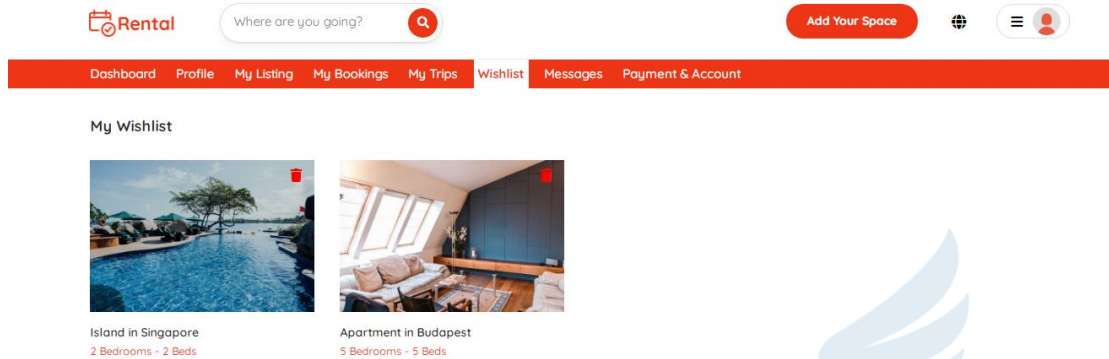 Rental
Where are you going?
Add Your Space
Dashboard Profile My Listing My Bookings My Trips Wishlist Messages Payment & Account
My Wishlist
Island in Singapore
2 Bedrooms - 2 Beds
Apartment in Budapest
5 Bedrooms - 5 Beds